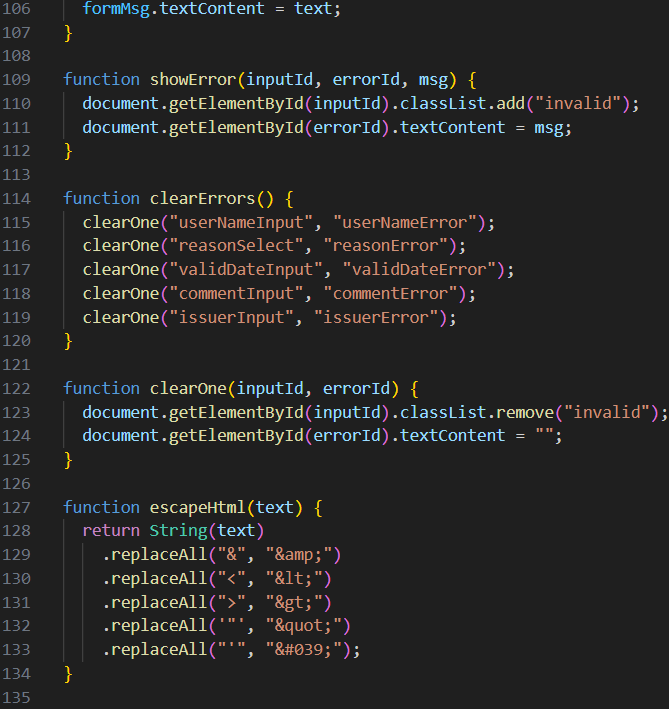 106 formMsg.textContent = text;
107 }
108
109 function showError(inputId, errorId, msg) {
110 document.getElementById(inputId).classList.add("invalid");
111 document.getElementById(errorId).textContent = msg;
112 }
113
114 function clearErrors() {
115 clearOne("userNameInput", "userNameError");
116 clearOne("reasonSelect", "reasonError");
117 clearOne("validDateInput", "validDateError");
118 clearOne("commentInput", "commentError");
119 clearOne("issuerInput", "issuerError");
120 }
121
122 function clearOne(inputId, errorId) {
123 document.getElementById(inputId).classList.remove("invalid");
124 document.getElementById(errorId).textContent = "";
125 }
126
127 function escapeHtml(text) {
128 return String(text)
129 .replaceAll("&", "&amp;")
130 .replaceAll("<", "&lt;")
131 .replaceAll(">", "&gt;")
132 .replaceAll('"', "&quot;")
133 .replaceAll("'", "&#039;");
134 }
135